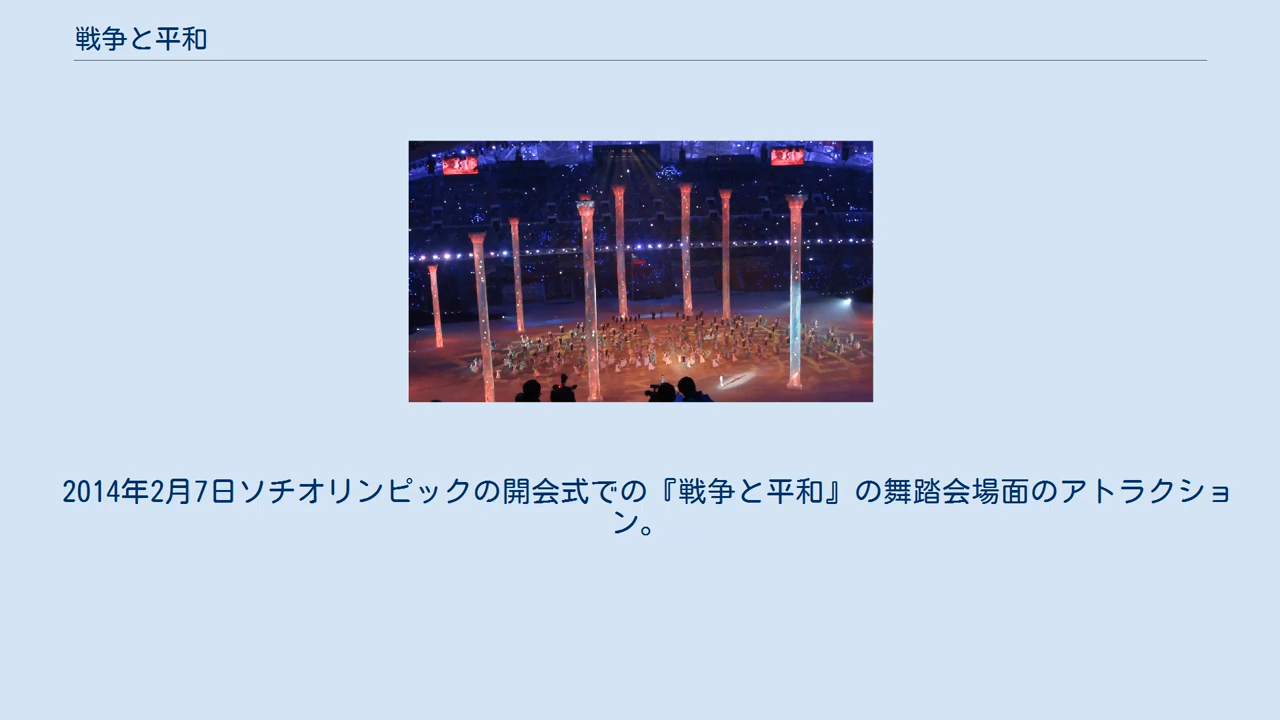 戦争と平和
2014年2月7日ソチオリンピックの開会式での『戦争と平和』の舞踏会場面のアトラクショ
ン。